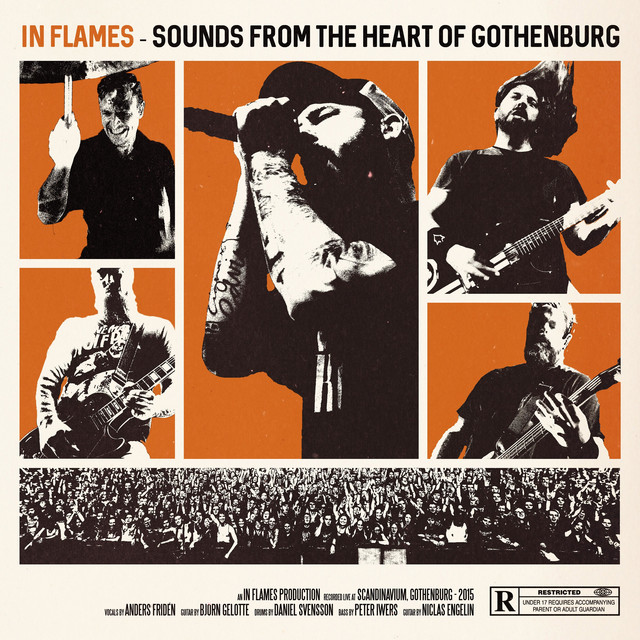 IN FLAMES - SOUNDS FROM THE HEART OF GOTHENBURG
AN IN FLAMES PRODUCTION RECORDED LIVE AT SCANDINAVIUM, GOTHENBURG - 2015
VOCALS BY ANDERS FRIDÉN GUITAR BY BJÖRN GELOTTE DRUMS BY DANIEL SVENSSON BASS BY PETER IWERS GUITAR BY NICLAS ENGELIN
R
RESTRICTED
UNDER 17 REQUIRES ACCOMPANYING
PARENT OR ADULT GUARDIAN